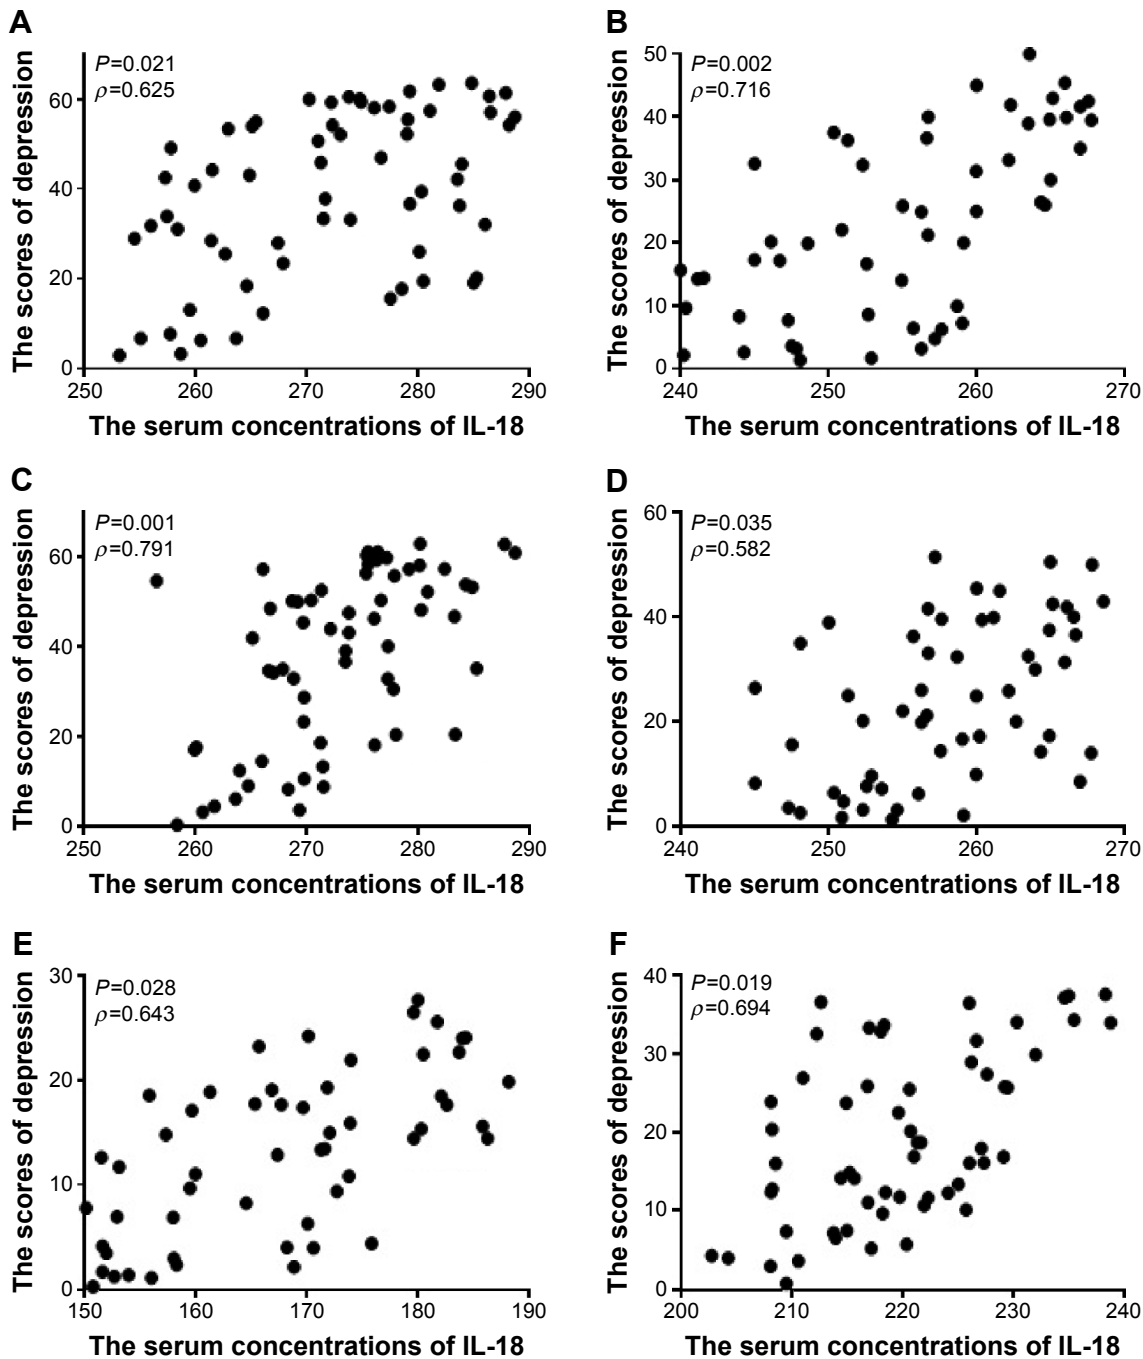 A
P=0.021
ρ=0.625
The scores of depression
60
40
20
0
250 260 270 280 290
The serum concentrations of IL-18
B
P=0.002
ρ=0.716
The scores of depression
50
40
30
20
10
0
240 250 260 270
The serum concentrations of IL-18
C
P=0.001
ρ=0.791
The scores of depression
60
40
20
0
250 260 270 280 290
The serum concentrations of IL-18
D
P=0.035
ρ=0.582
The scores of depression
60
40
20
0
240 250 260 270
The serum concentrations of IL-18
E
P=0.028
ρ=0.643
The scores of depression
30
20
10
0
150 160 170 180 190
The serum concentrations of IL-18
F
P=0.019
ρ=0.694
The scores of depression
40
30
20
10
0
200 210 220 230 240
The serum concentrations of IL-18